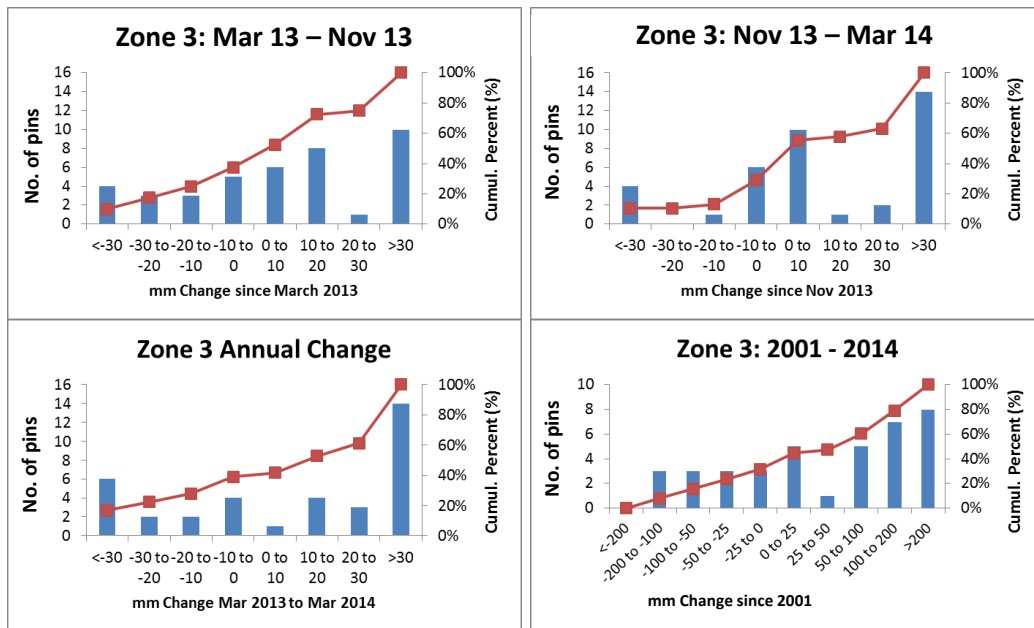 Zone 3: Mar 13 – Nov 13
No. of pins
16
14
12
10
8
6
4
2
0
100%
80%
60%
40%
20%
0%
Cumul. Percent (%)
<-30 -30 to -20 to -10 to 0 to 10 to 20 to >30
-20 -10 0 10 20 30
mm Change since March 2013
Zone 3: Nov 13 – Mar 14
No. of pins
16
14
12
10
8
6
4
2
0
100%
80%
60%
40%
20%
0%
Cumul. Percent (%)
<-30 -30 to -20 to -10 to 0 to 10 to 20 to >30
-20 -10 0 10 20 30
mm Change since Nov 2013
Zone 3 Annual Change
No. of pins
16
14
12
10
8
6
4
2
0
100%
80%
60%
40%
20%
0%
Cumul. Percent (%)
<-30 -30 to -20 to -10 to 0 to 10 to 20 to >30
-20 -10 0 10 20 30
mm Change Mar 2013 to Mar 2014
Zone 3: 2001 - 2014
No. of pins
10
8
6
4
2
0
100%
80%
60%
40%
20%
0%
Cumul. Percent (%)
<-200
-200 to -100
-100 to -50
-50 to -25
-25 to 0
0 to 25
25 to 50
50 to 100
100 to 200
>200
mm Change since 2001